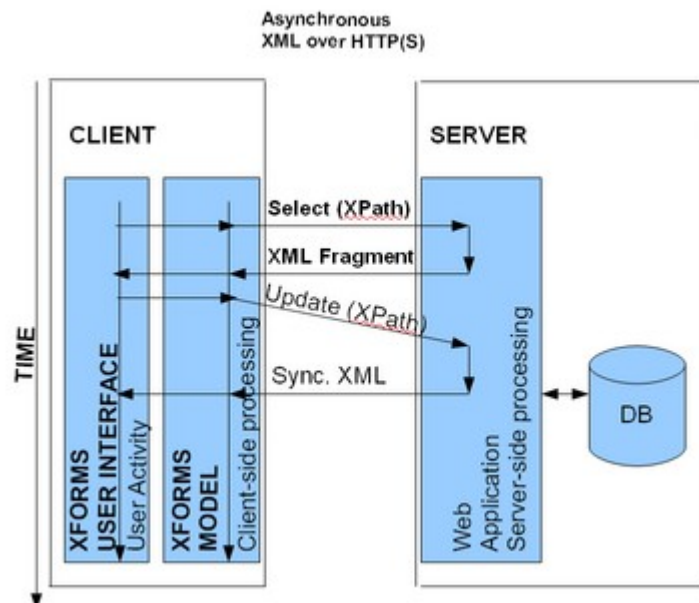 Asynchronous
XML over HTTP(S)
CLIENT
SERVER
Select (XPath)
XML Fragment
Update (XPath)
Sync. XML
TIME
XFORMS
USER INTERFACE
User Activity
XFORMS
MODEL
Client-side processing
Web
Application
Server-side processing
DB